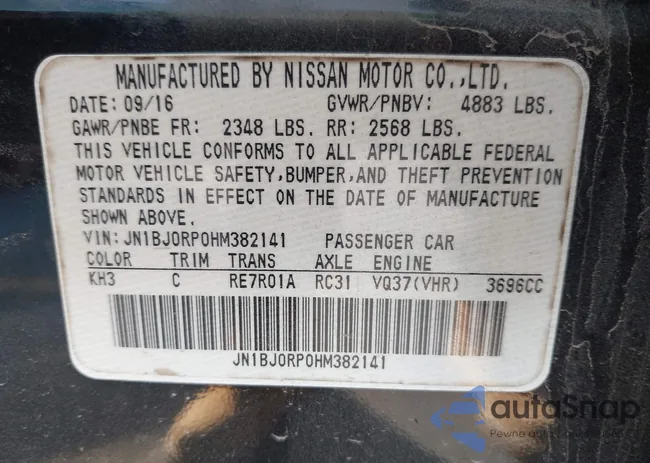 MANUFACTURED BY NISSAN MOTOR CO.,LTD.
DATE: 09/16 GVWR/PNBV: 4883 LBS.
GAWR/PNBE FR: 2348 LBS. RR: 2568 LBS.
THIS VEHICLE CONFORMS TO ALL APPLICABLE FEDERAL
MOTOR VEHICLE SAFETY,BUMPER,AND THEFT PREVENTION
STANDARDS IN EFFECT ON THE DATE OF MANUFACTURE
SHOWN ABOVE.
VIN: JN1BJ0RP0HM382141 PASSENGER CAR
COLOR TRIM TRANS AXLE ENGINE
KH3 C RE7R01A RC31 VQ37(VHR) 3696CC
JN1BJ0RP0HM382141
autoSnap
Pewne auto